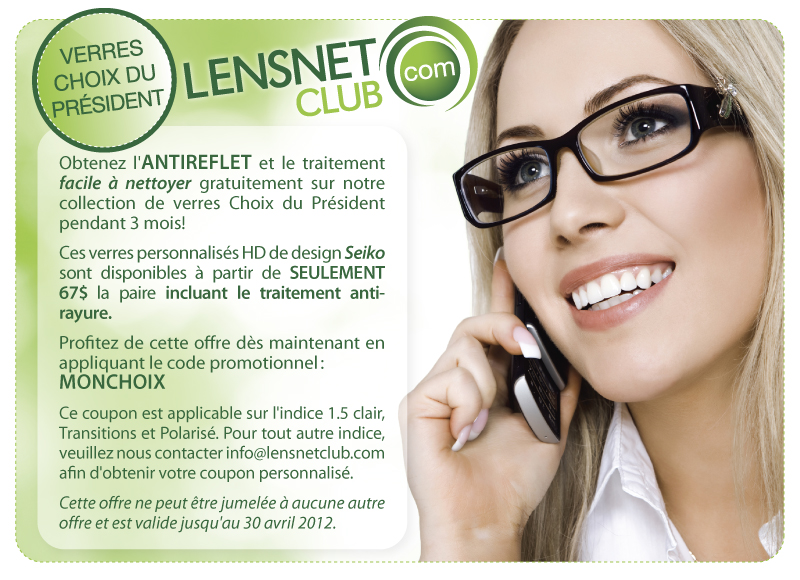 VERRES
CHOIX DU
PRÉSIDENT
LENSNET
CLUB
com
Obtenez l'ANTIREFLET et le traitement
facile à nettoyer gratuitement sur notre
collection de verres Choix du Président
pendant 3 mois!
Ces verres personnalisés HD de design Seiko
sont disponibles à partir de SEULEMENT
67$ la paire incluant le traitement anti-
rayure.
Profitez de cette offre dès maintenant en
appliquant le code promotionnel :
MONCHOIX
Ce coupon est applicable sur l'indice 1.5 clair,
Transitions et Polarisé. Pour tout autre indice,
veuillez nous contacter info@lensnetclub.com
afin d'obtenir votre coupon personnalisé.
Cette offre ne peut être jumelée à aucune autre
offre et est valide jusqu'au 30 avril 2012.